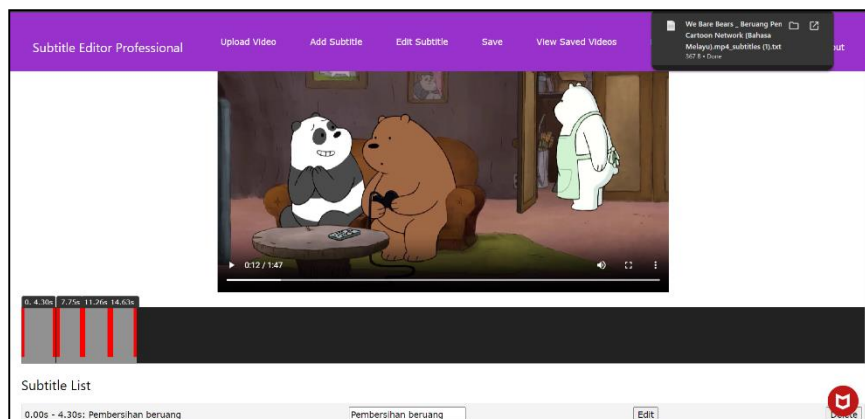 Subtitle Editor Professional
Upload Video
Add Subtitle
Edit Subtitle
Save
View Saved Videos
We Bare Bears _ Beruang Pen
Cartoon Network (Bahasa
Melayu).mp4_subtitles (1).txt
367 B • Done
out
0:12 / 1:47
0. 4.30s 7.75s 11.26s 14.63s
Subtitle List
0.00s - 4.30s: Pembersihan beruang
Pembersihan beruang
Edit
Delete